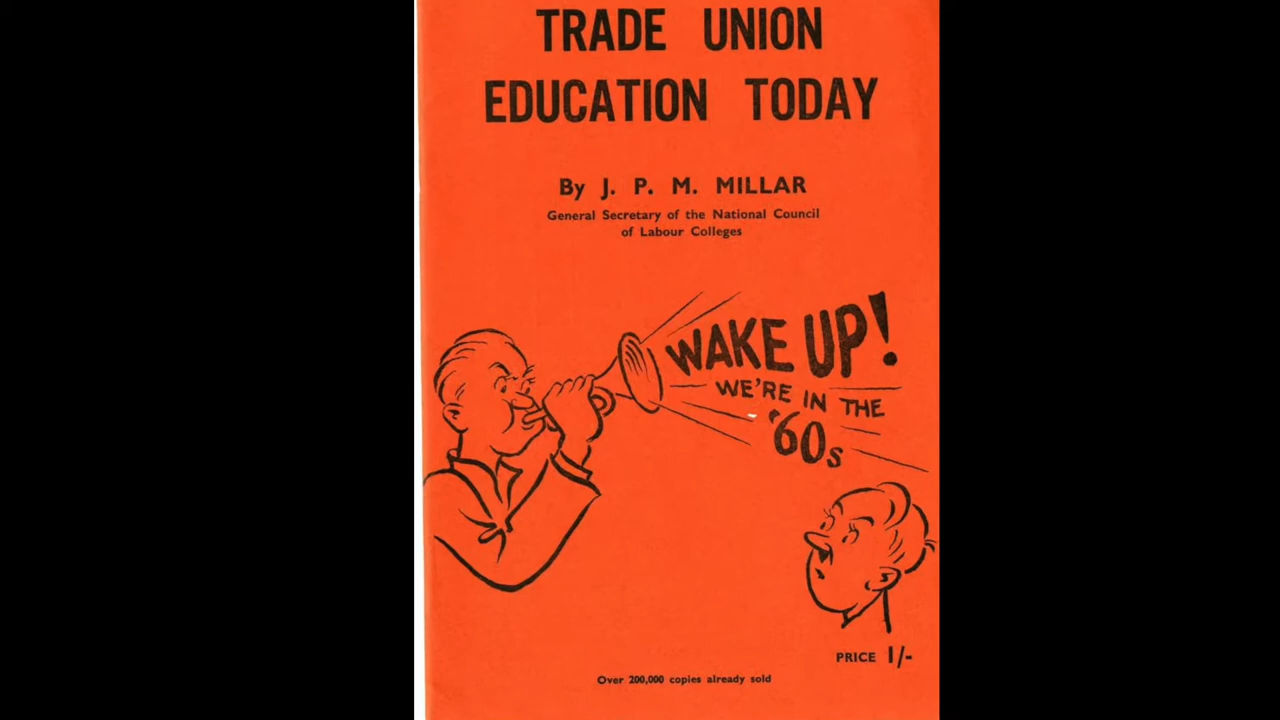 TRADE UNION
EDUCATION TODAY
By J. P. M. MILLAR
General Secretary of the National Council
of Labour Colleges
WAKE UP!
WE'RE IN THE
'60s
PRICE 1/-
Over 200,000 copies already sold